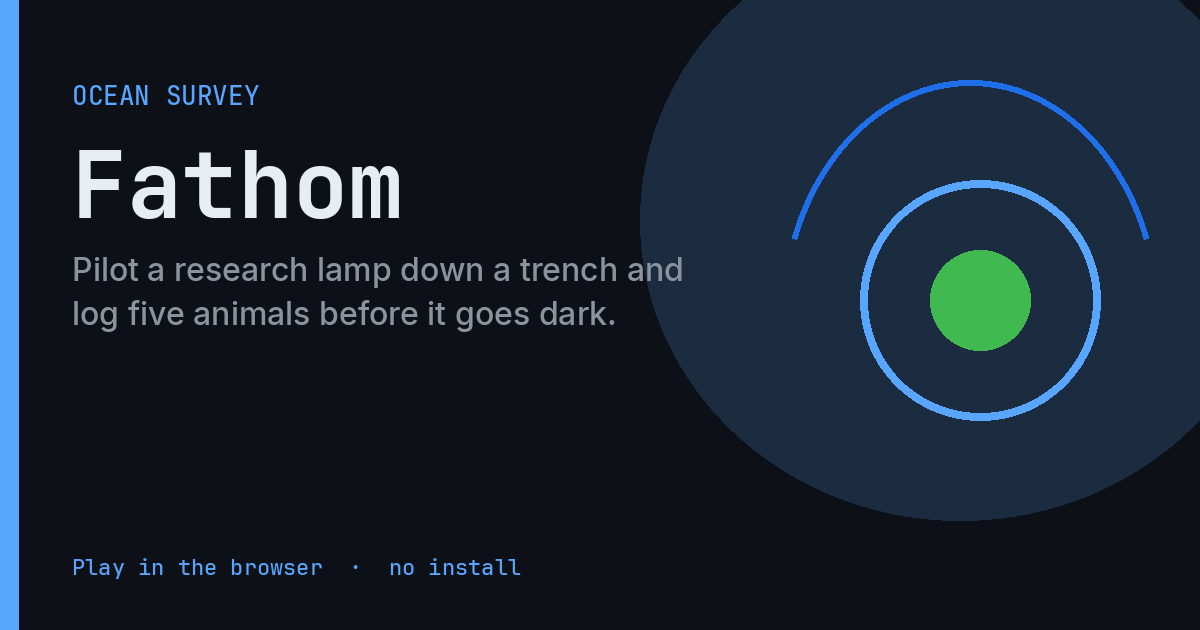 OCEAN SURVEY
Fathom
Pilot a research lamp down a trench and
log five animals before it goes dark.
Play in the browser · no install